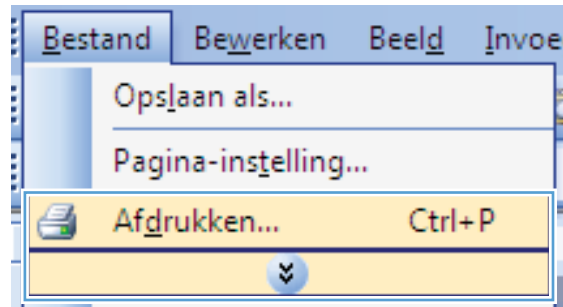 Bestand Bewerken Beeld Invoe
Opslaan als...
Pagina-instelling...
Afdrukken... Ctrl+P